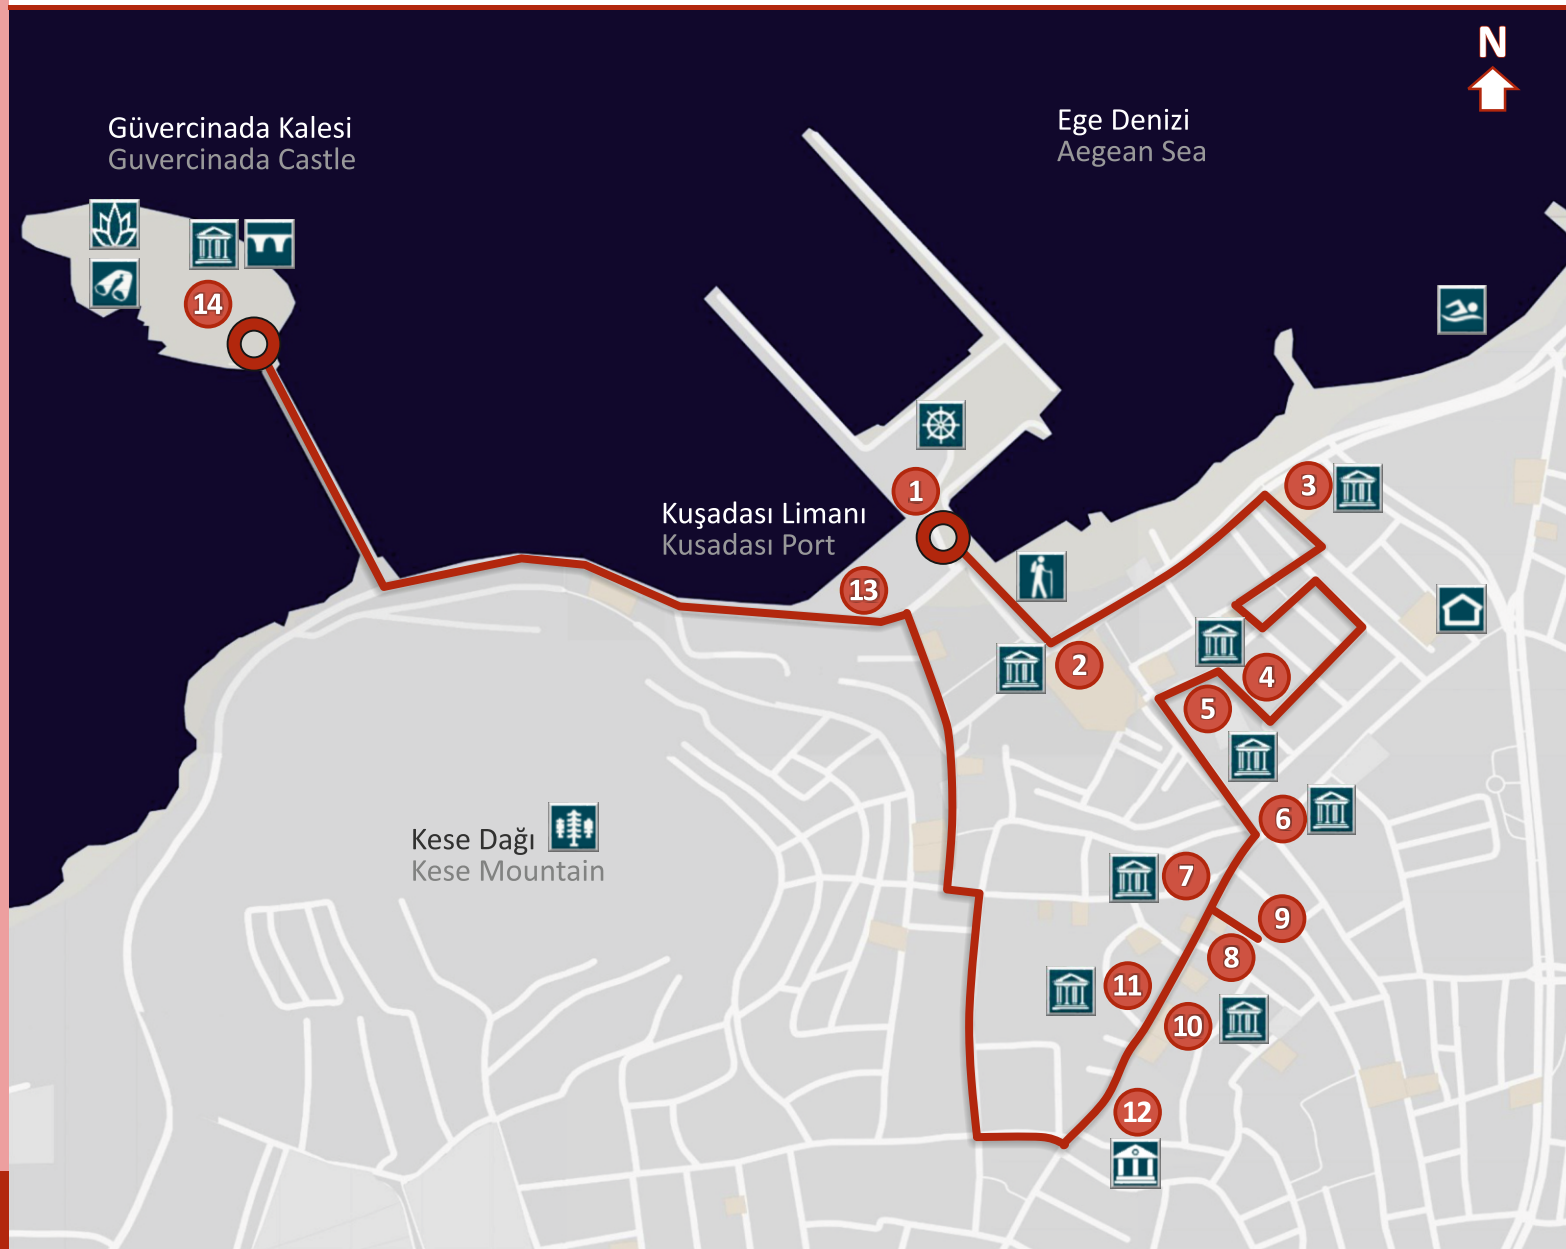 N
Güvercinada Kalesi
Guvercinada Castle
Ege Denizi
Aegean Sea
14
3
1
Kuşadası Limanı
Kusadası Port
13
2
4
5
6
Kese Dağı
Kese Mountain
7
9
8
11
10
12